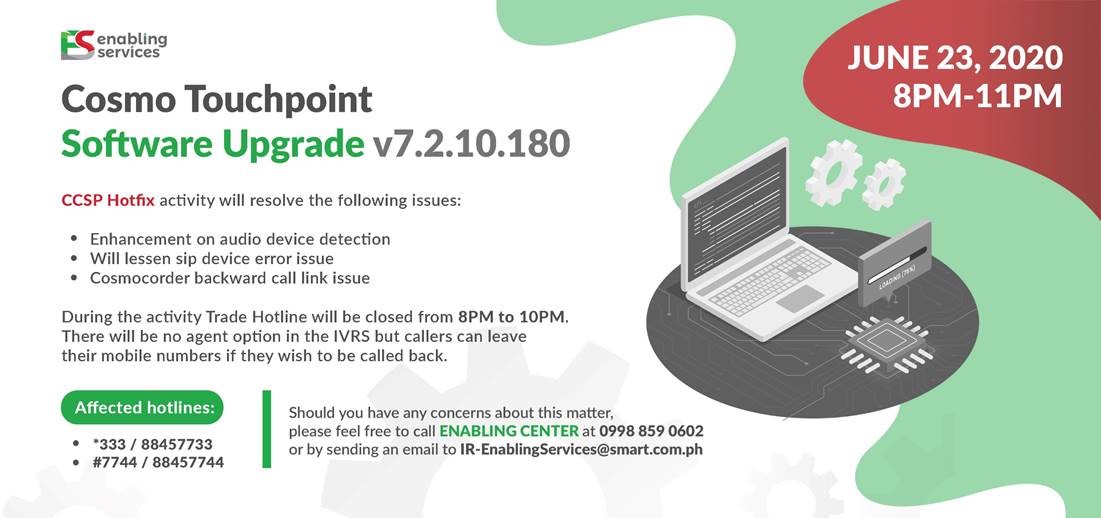 ES enabling
services
JUNE 23, 2020
8PM-11PM
Cosmo Touchpoint
Software Upgrade v7.2.10.180
CCSP Hotfix activity will resolve the following issues:
• Enhancement on audio device detection
• Will lessen sip device error issue
• Cosmocorder backward call link issue
LOADING [75%]
During the activity Trade Hotline will be closed from 8PM to 10PM.
There will be no agent option in the IVRS but callers can leave
their mobile numbers if they wish to be called back.
Affected hotlines:
• *333 / 88457733
• #7744 / 88457744
Should you have any concerns about this matter,
please feel free to call ENABLING CENTER at 0998 859 0602
or by sending an email to IR-EnablingServices@smart.com.ph